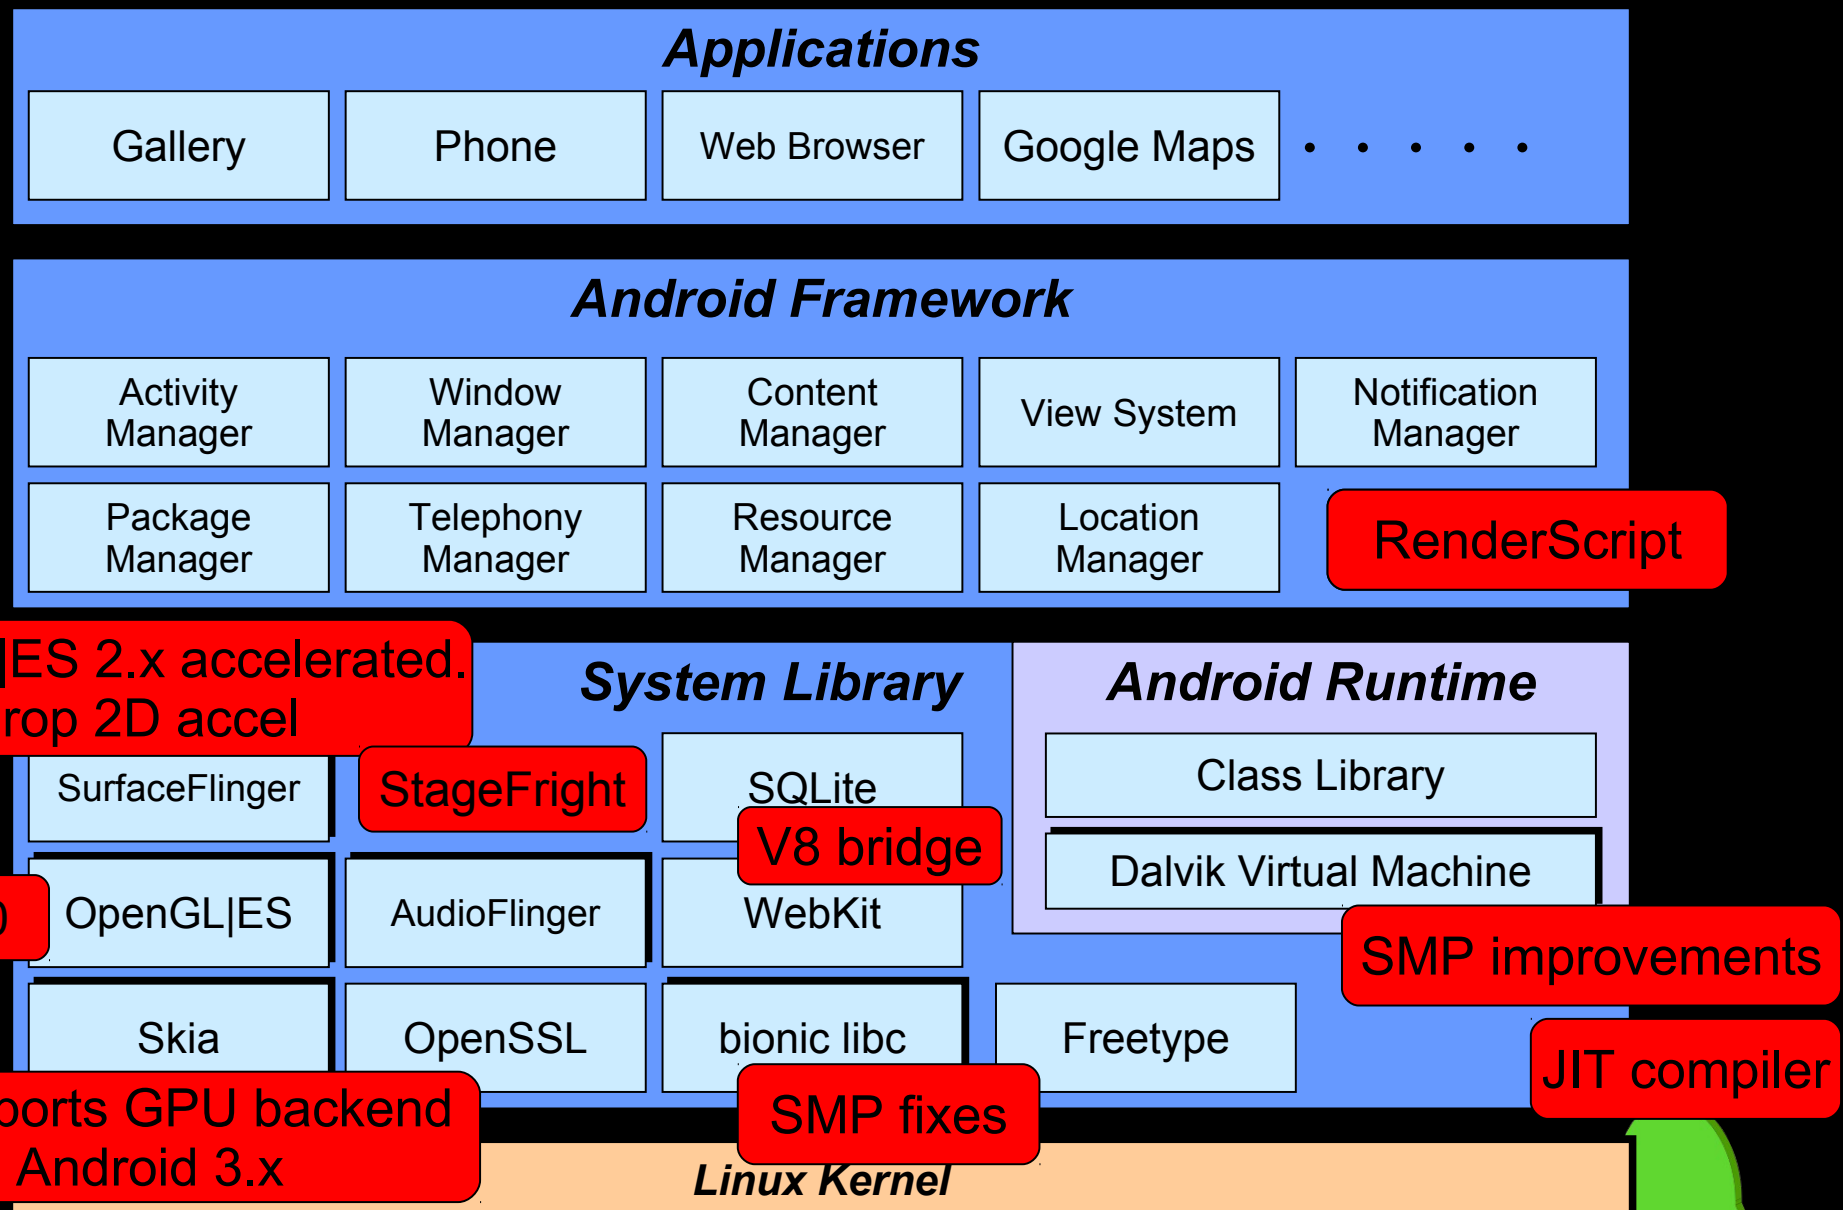 Applications
Gallery
Phone
Web Browser
Google Maps
. . . . .
Android Framework
Activity
Manager
Window
Manager
Content
Manager
View System
Notification
Manager
Package
Manager
Telephony
Manager
Resource
Manager
Location
Manager
RenderScript
|ES 2.x accelerated.
rop 2D accel
System Library
Android Runtime
SurfaceFlinger
StageFright
SQLite
V8 bridge
Class Library
Dalvik Virtual Machine
OpenGL|ES
AudioFlinger
WebKit
SMP improvements
Skia
OpenSSL
bionic libc
Freetype
JIT compiler
ports GPU backend
Android 3.x
SMP fixes
Linux Kernel